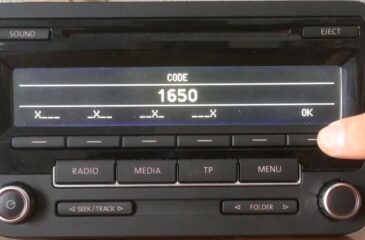 SOUND EJECT
CODE
1650
X___ _X__ __X_ ___X OK
RADIO MEDIA TP MENU
◁ SEEK / TRACK ▷ ◁ FOLDER ▷